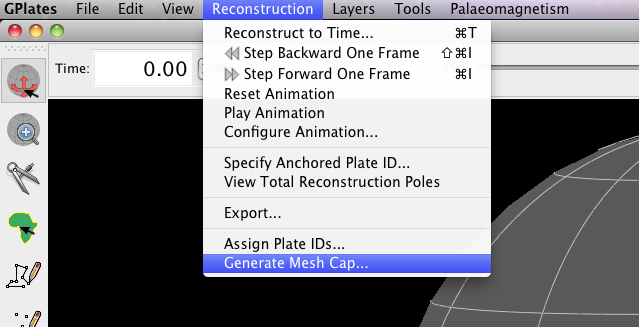 GPlates File Edit View Reconstruction Layers Tools Palaeomagnetism
Time: 0.00
Reconstruct to Time... ⌘T
Step Backward One Frame ⇧⌘I
Step Forward One Frame ⌘I
Reset Animation
Play Animation
Configure Animation...
Specify Anchored Plate ID...
View Total Reconstruction Poles
Export...
Assign Plate IDs...
Generate Mesh Cap...